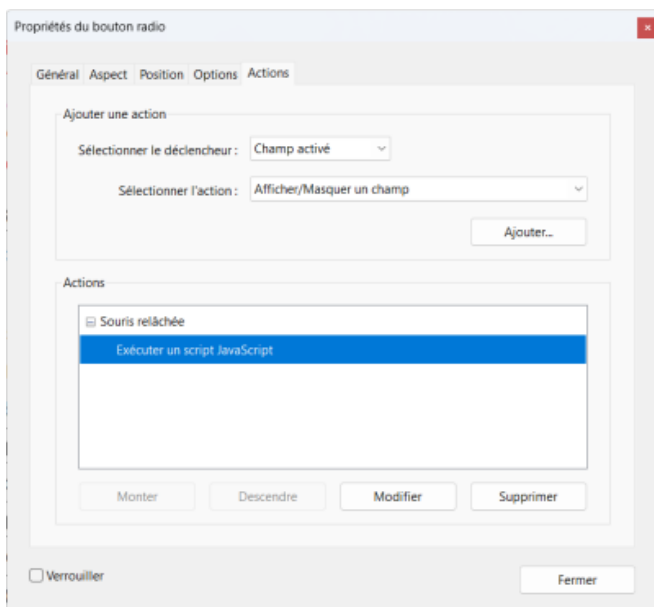 Propriétés du bouton radio
Général Aspect Position Options Actions
Ajouter une action
Sélectionner le déclencheur : Champ activé
Sélectionner l'action : Afficher/Masquer un champ
Ajouter...
Actions
Souris relâchée
Exécuter un script JavaScript
Monter Descendre Modifier Supprimer
Verrouiller Fermer